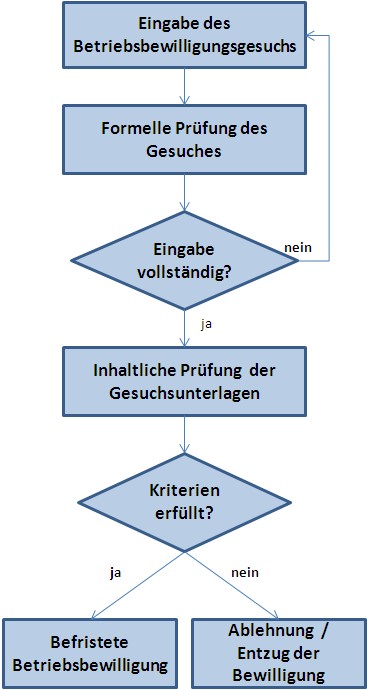 Eingabe des
Betriebsbewilligungsgesuchs
Formelle Prüfung des
Gesuches
Eingabe
vollständig?
nein
ja
Inhaltliche Prüfung der
Gesuchsunterlagen
Kriterien
erfüllt?
ja
nein
Befristete
Betriebsbewilligung
Ablehnung /
Entzug der
Bewilligung